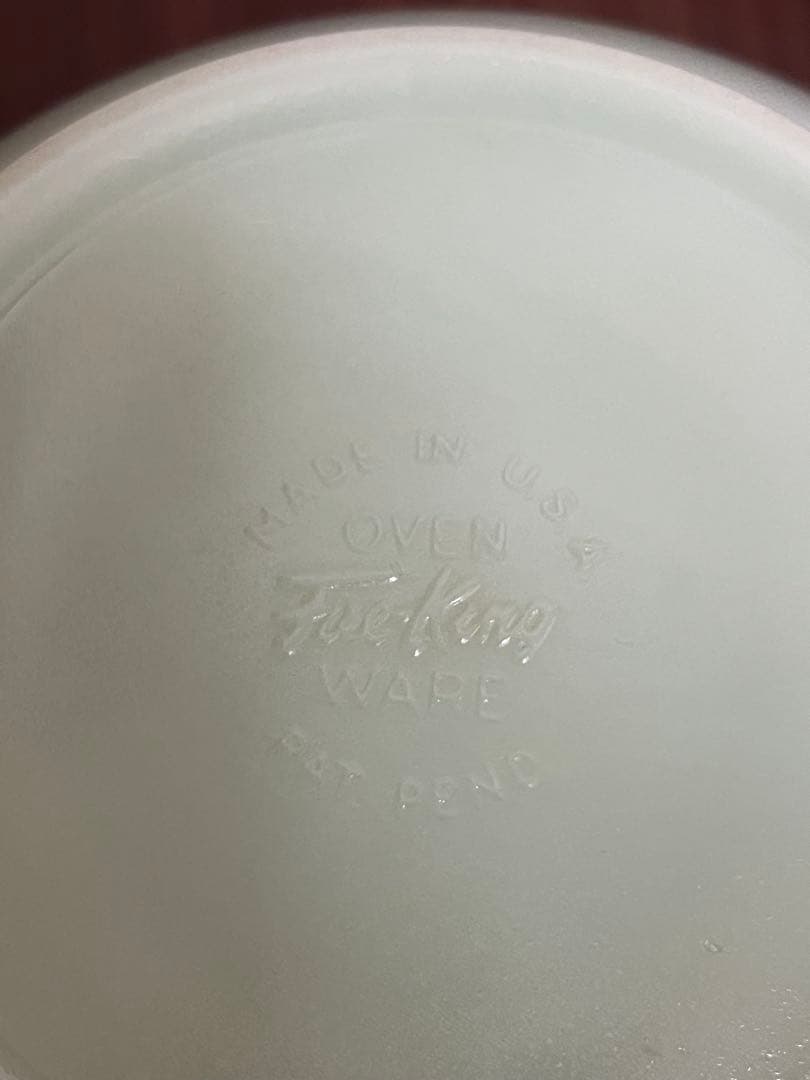 MADE IN U.S.A
OVEN
Fire-King
WARE
PAT. PEND